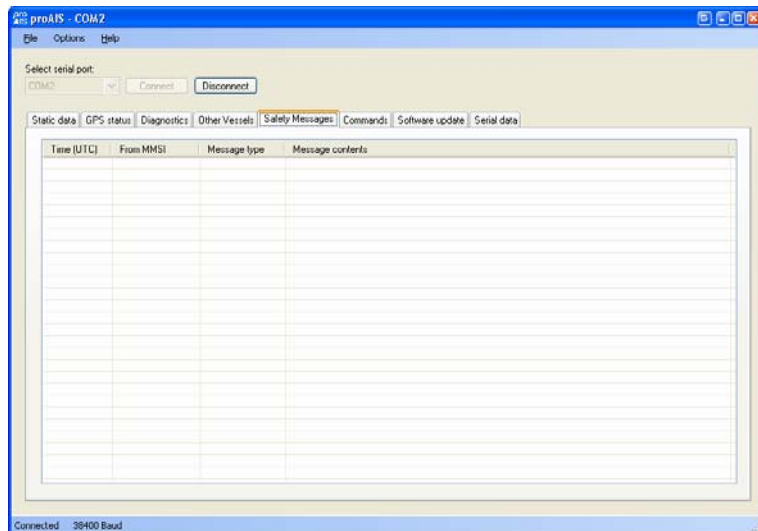 proAIS - COM2
File Options Help
Select serial port:
COM2 Connect Disconnect
Static data GPS status Diagnostics Other Vessels Safety Messages Commands Software update Serial data
Time (UTC) From MMSI Message type Message contents
Connected 38400 Baud